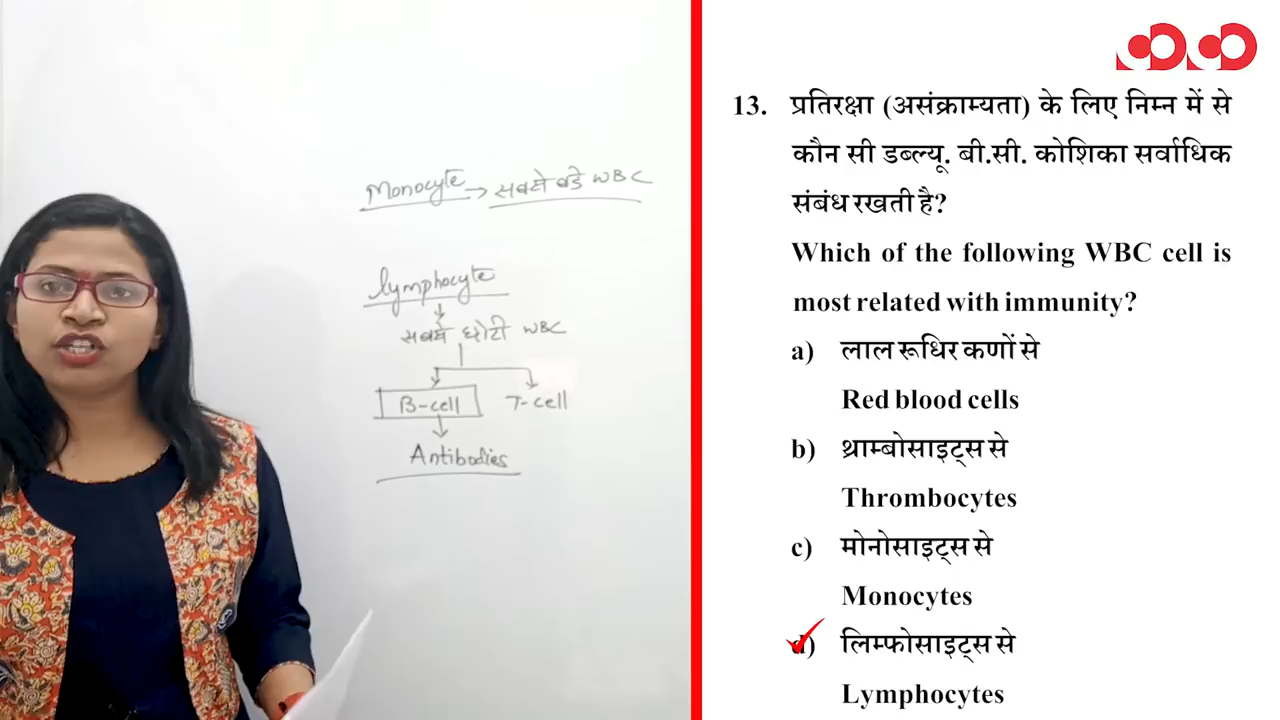 Monocyte → सबसे बड़े WBC
Lymphocyte
↓
सबसे छोटी WBC
B-cell T-cell
↓
Antibodies
13. प्रतिरक्षा (असंक्राम्यता) के लिए निम्न में से
कौन सी डब्ल्यू. बी.सी. कोशिका सर्वाधिक
संबंध रखती है?
Which of the following WBC cell is
most related with immunity?
a) लाल रूधिर कणों से
Red blood cells
b) थ्राम्बोसाइट्स से
Thrombocytes
c) मोनोसाइट्स से
Monocytes
d) लिम्फोसाइट्स से
Lymphocytes